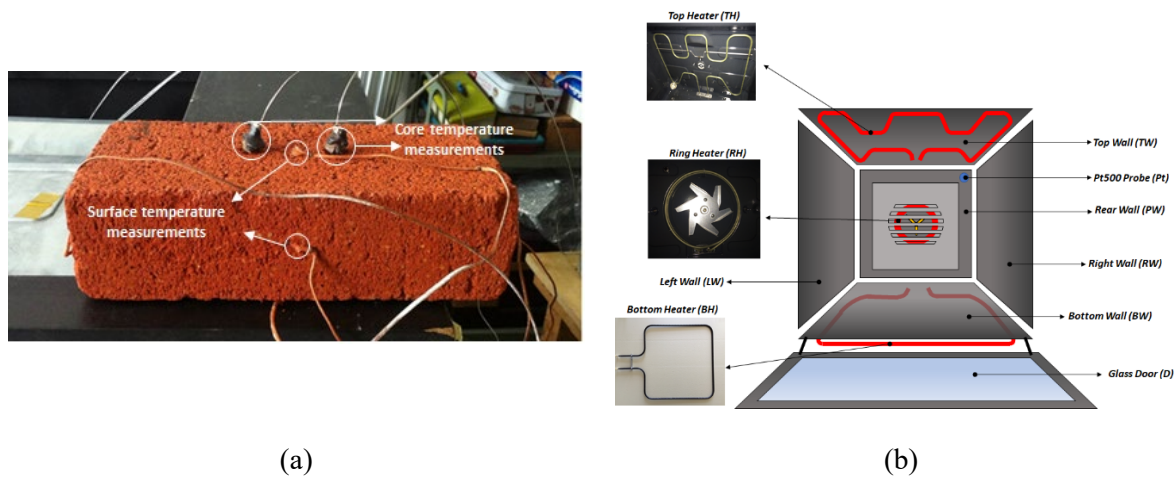 Core temperature
measurements
Surface temperature
measurements
(a)
Top Heater (TH)
Ring Heater (RH)
Bottom Heater (BH)
Top Wall (TW)
Pt500 Probe (Pt)
Rear Wall (PW)
Left Wall (LW)
Right Wall (RW)
Bottom Wall (BW)
Glass Door (D)
(b)